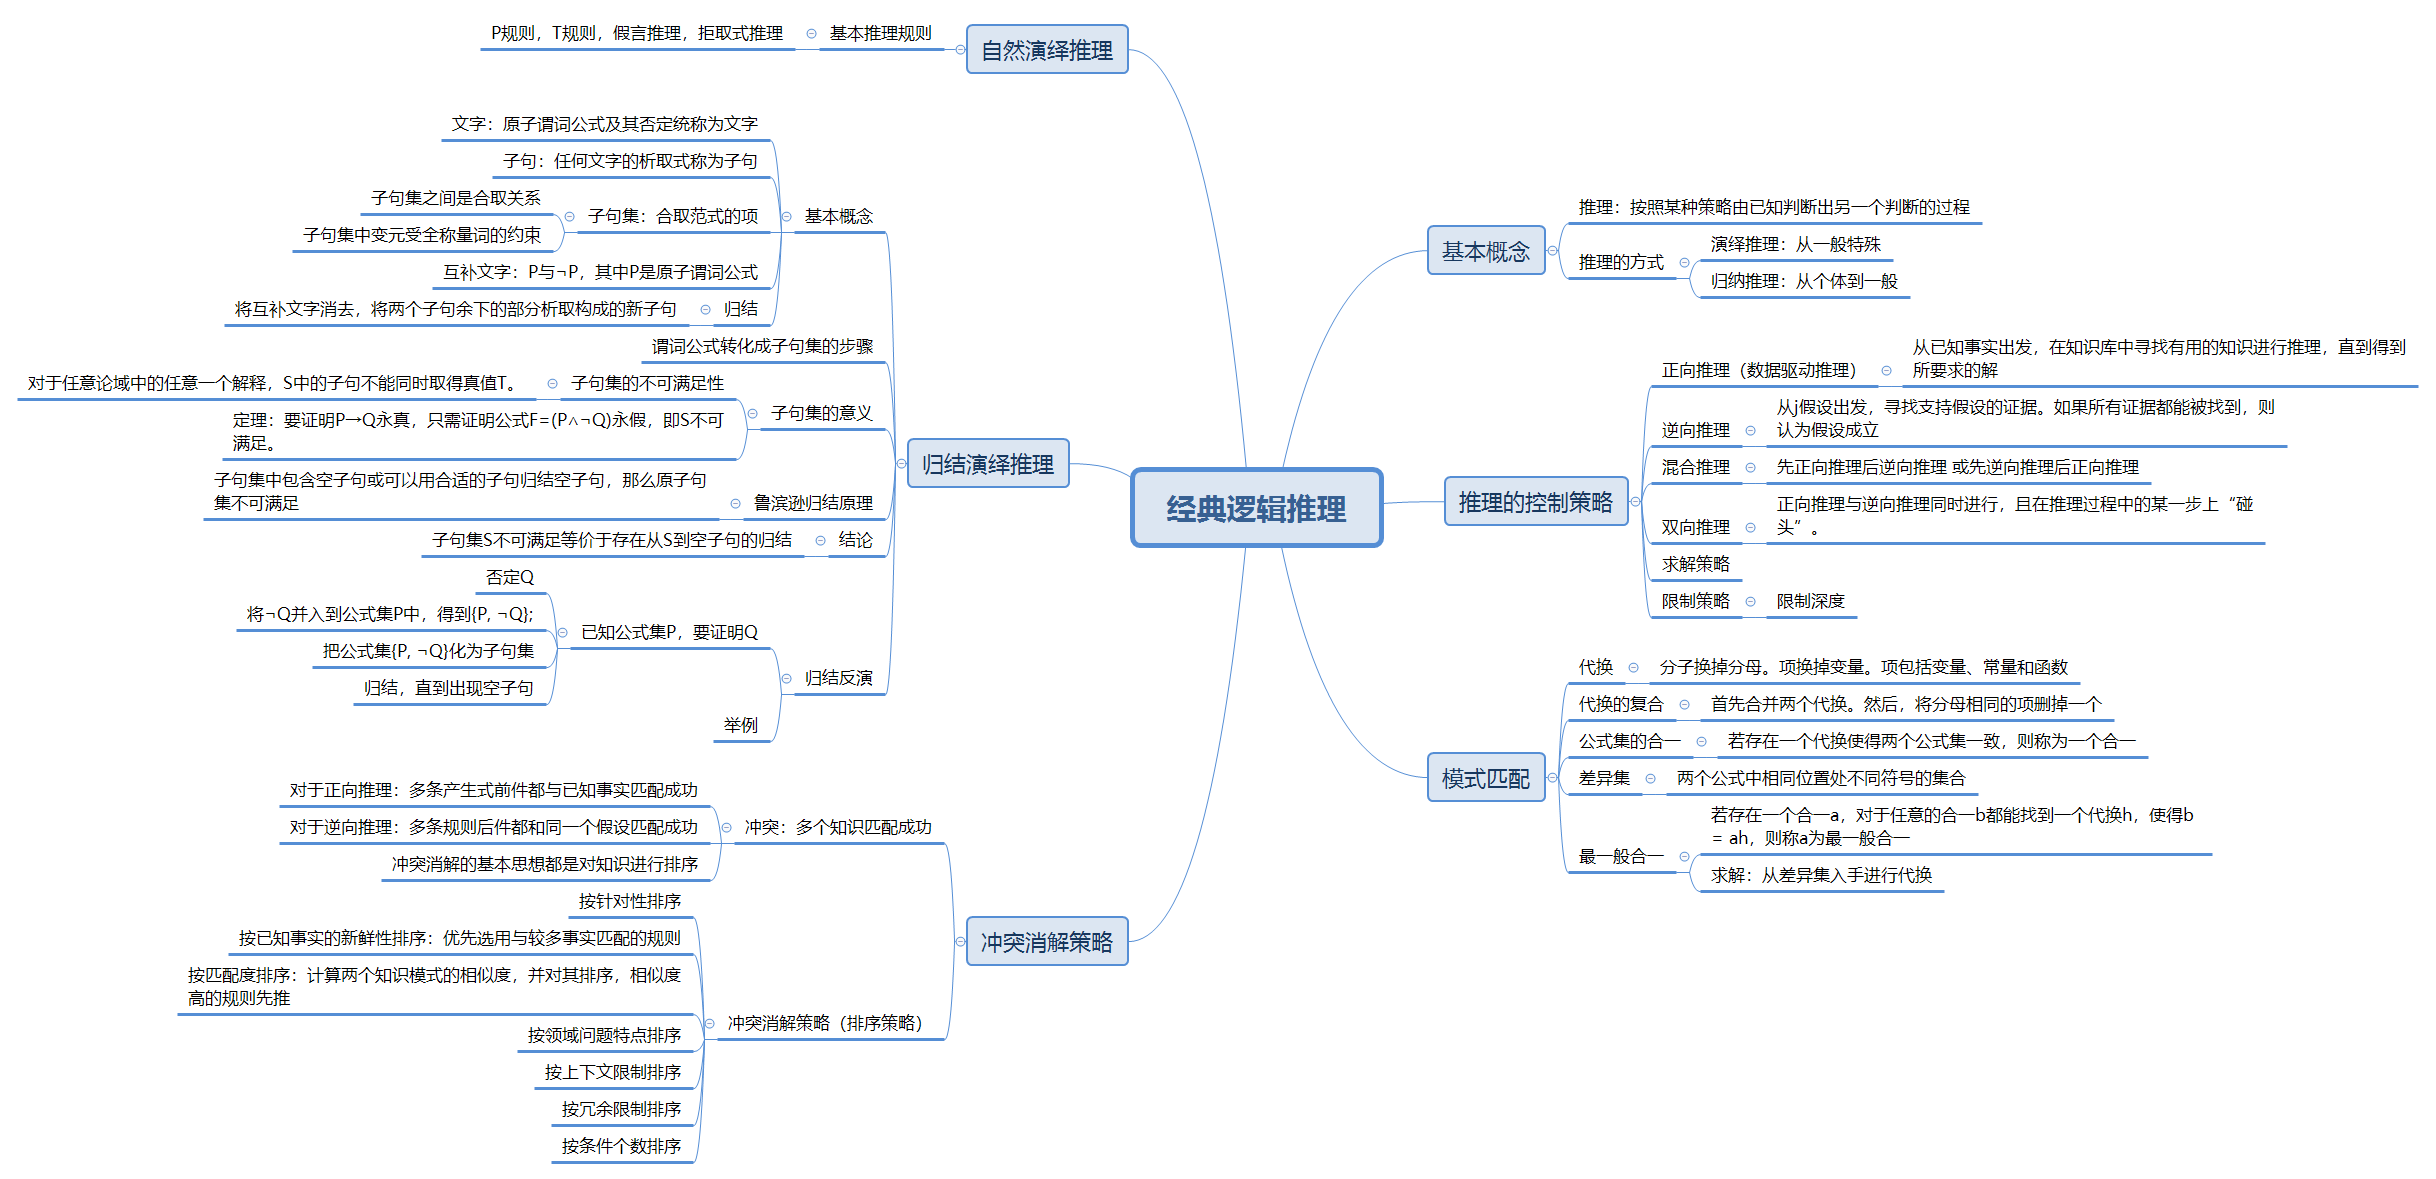 经典逻辑推理
基本概念
推理：按照某种策略由已知判断出另一个判断的过程
推理的方式
演绎推理：从一般特殊
归纳推理：从个体到一般
推理的控制策略
正向推理（数据驱动推理）
从已知事实出发，在知识库中寻找有用的知识进行推理，直到得到
所要求的解
逆向推理
从j假设出发，寻找支持假设的证据。如果所有证据都能被找到，则
认为假设成立
混合推理
先正向推理后逆向推理 或先逆向推理后正向推理
双向推理
正向推理与逆向推理同时进行，且在推理过程中的某一步上“碰
头”。
求解策略
限制策略
限制深度
模式匹配
代换
分子换掉分母。项换掉变量。项包括变量、常量和函数
代换的复合
首先合并两个代换。然后，将分母相同的项删掉一个
公式集的合一
若存在一个代换使得两个公式集一致，则称为一个合一
差异集
两个公式中相同位置处不同符号的集合
最一般合一
若存在一个合一a，对于任意的合一b都能找到一个代换h，使得b
= ah，则称a为最一般合一
求解：从差异集入手进行代换
自然演绎推理
基本推理规则
P规则，T规则，假言推理，拒取式推理
归结演绎推理
基本概念
文字：原子谓词公式及其否定统称为文字
子句：任何文字的析取式称为子句
子句集：合取范式的项
子句集之间是合取关系
子句集中变元受全称量词的约束
互补文字：P与¬P，其中P是原子谓词公式
归结
将互补文字消去，将两个子句余下的部分析取构成的新子句
谓词公式转化成子句集的步骤
子句集的意义
子句集的不可满足性
对于任意论域中的任意一个解释，S中的子句不能同时取得真值T。
定理：要证明P→Q永真，只需证明公式F=(P∧¬Q)永假，即S不可
满足。
鲁滨逊归结原理
子句集中包含空子句或可以用合适的子句归结空子句，那么原子句
集不可满足
结论
子句集S不可满足等价于存在从S到空子句的归结
归结反演
已知公式集P，要证明Q
否定Q
将¬Q并入到公式集P中，得到{P, ¬Q};
把公式集{P, ¬Q}化为子句集
归结，直到出现空子句
举例
冲突消解策略
冲突：多个知识匹配成功
对于正向推理：多条产生式前件都与已知事实匹配成功
对于逆向推理：多条规则后件都和同一个假设匹配成功
冲突消解的基本思想都是对知识进行排序
冲突消解策略（排序策略）
按针对性排序
按已知事实的新鲜性排序：优先选用与较多事实匹配的规则
按匹配度排序：计算两个知识模式的相似度，并对其排序，相似度
高的规则先推
按领域问题特点排序
按上下文限制排序
按冗余限制排序
按条件个数排序